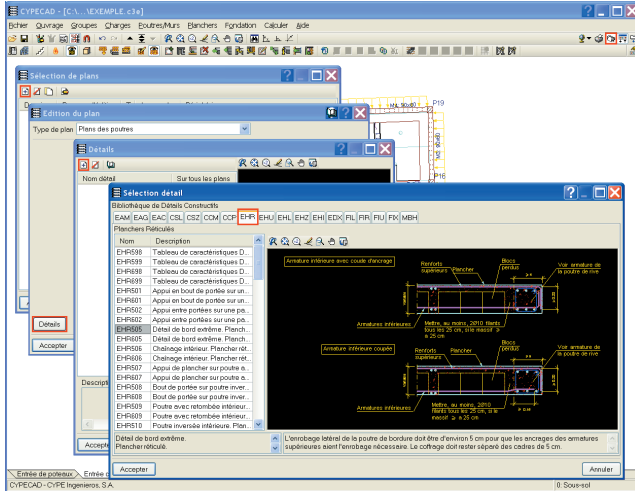 CYPECAD - [C:\...\EXEMPLE.c3e]
Fichier Ouvrage Groupes Charges Poutres/Murs Planchers Fondation Calculer Aide
Sélection de plans
Edition du plan
Type de plan Plans des poutres
Détails
Nom détail Sur tous les plans
P19
P16
Sélection détail
Bibliothèque de Détails Constructifs
EAM EAG EAC CSL CSZ CCM CCP EHR EHU EHL EHZ EHI EDX FIL FIR FIU FIX MBH
Planchers Réticulés
Nom Description
EHR598 Tableau de caractéristiques D...
EHR599 Tableau de caractéristiques D...
EHR698 Tableau de caractéristiques D...
EHR699 Tableau de caractéristiques D...
EHR501 Appui en bout de portée sur un...
EHR601 Appui en bout de portée sur un...
EHR502 Appui entre portées sur une pa...
EHR602 Appui entre portées sur une pa...
EHR505 Détail de bord extrême. Planch...
EHR605 Détail de bord extrême. Planch...
EHR506 Chaînage intérieur. Plancher rét...
EHR606 Chaînage intérieur. Plancher rét...
EHR507 Appui de plancher sur poutre a...
EHR607 Appui de plancher sur poutre a...
EHR508 Bout de portée sur poutre inver...
EHR608 Bout de portée sur poutre inver...
EHR509 Poutre avec retombée intérieur...
EHR609 Poutre avec retombée intérieur...
EHR510 Poutre inversée intérieure. Plan...
Armature intérieure avec coude d'ancrage
Renforts supérieurs
Plancher
Blocs perdus
Voir armature de la poutre de rive
Armatures inférieures
Mettre, au moins, 2Ø10 filants
tous les 25 cm, si le massif ≥
a 25 cm
Armature intérieure coupée
Renforts supérieurs
Plancher
Blocs perdus
Voir armature de la poutre de rive
Armatures inférieures
Mettre, au moins, 2Ø10
filants tous les 25 cm, si le
massif ≥ a 25 cm
Détail de bord extrême.
Plancher réticulé.
L'enrobage latéral de la poutre de bordure doit être d'environ 5 cm pour que les ancrages des armatures
supérieures aient l'enrobage nécessaire. Le coffrage doit rester séparé des cadres de 5 cm.
Accepter Annuler
Détails
Accepter
Descripti
Accepte
Entrée de poteaux Entrée
CYPECAD - CYPE Ingenieros. S.A. 0: Sous-sol